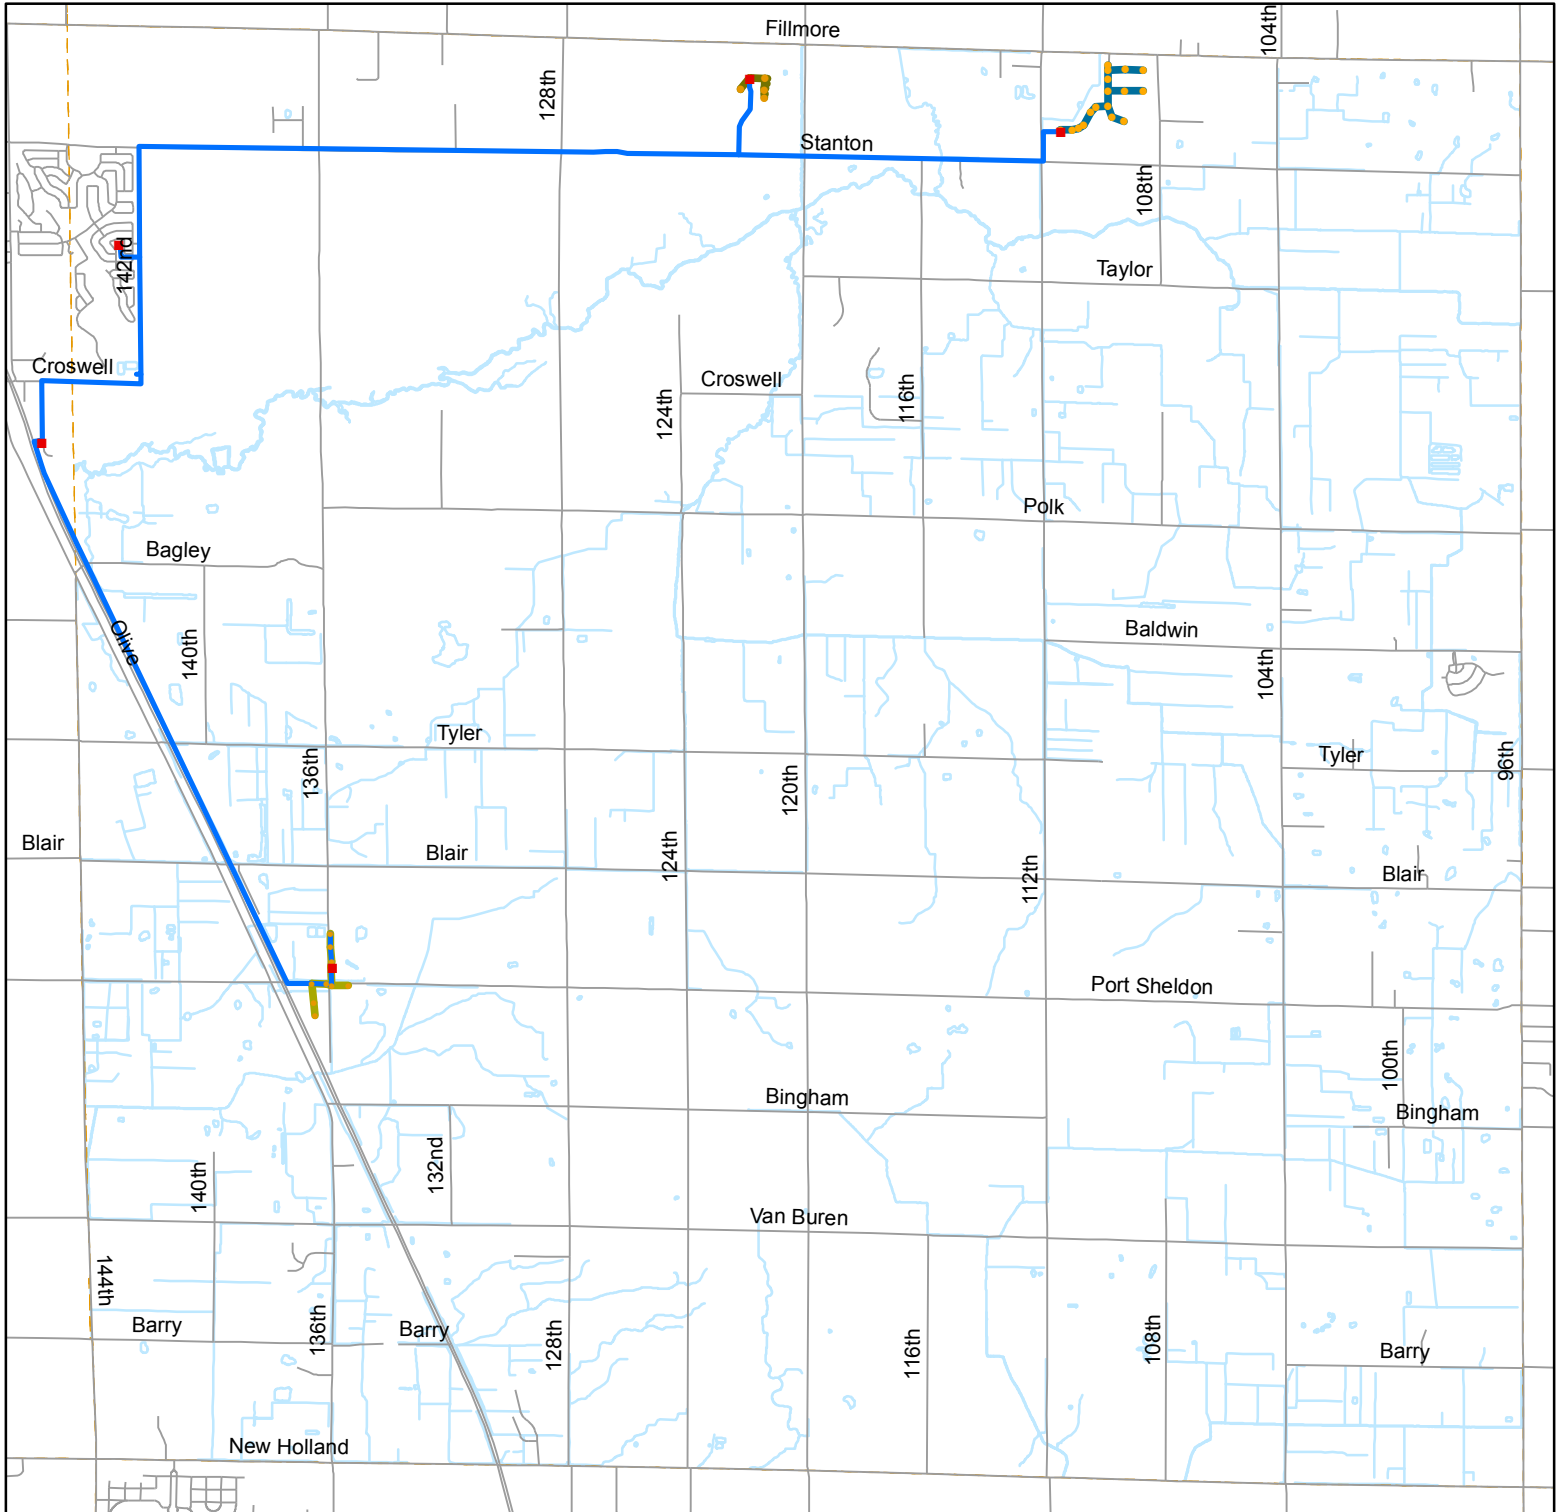 Fillmore
104th
128th
Stanton
108th
142nd
Taylor
Croswell
Croswell
124th
116th
Polk
Bagley
Olive
140th
Baldwin
104th
Tyler
Tyler
96th
136th
120th
Blair
Blair
124th
112th
Blair
Port Sheldon
100th
Bingham
Bingham
132nd
140th
Van Buren
144th
Barry
136th
Barry
128th
116th
108th
Barry
New Holland